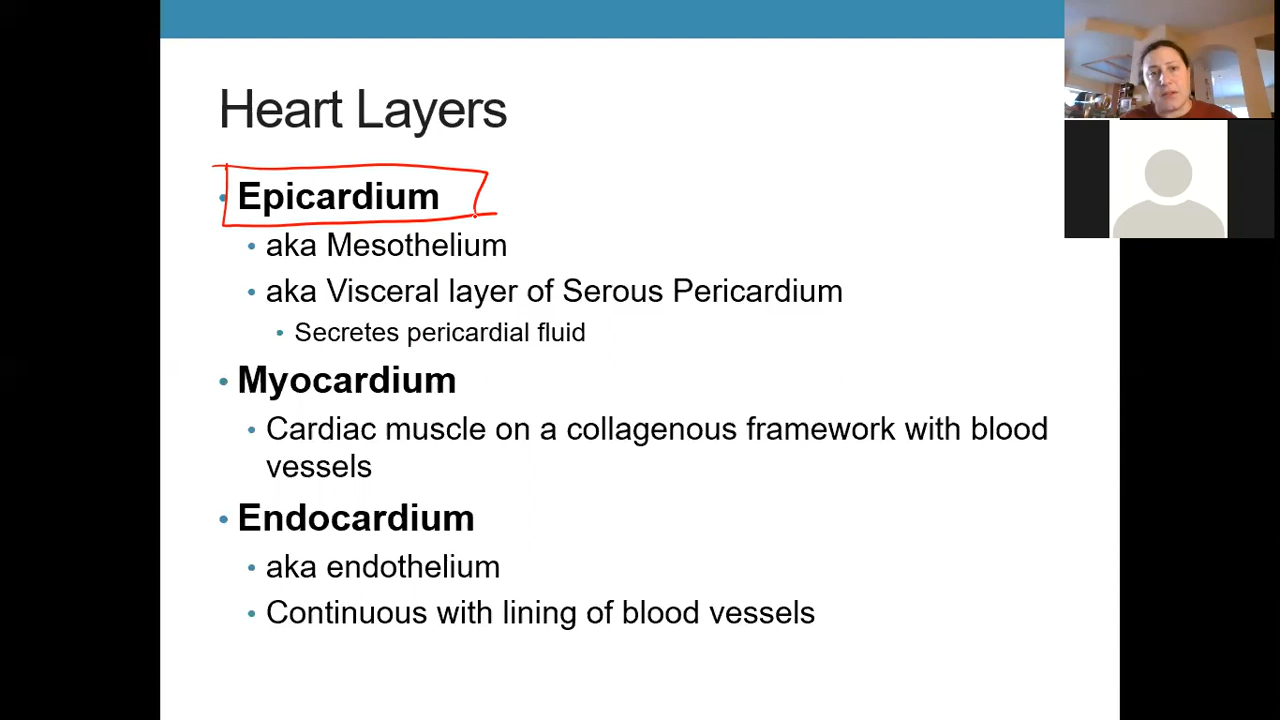 Heart Layers
• Epicardium
• aka Mesothelium
• aka Visceral layer of Serous Pericardium
• Secretes pericardial fluid
• Myocardium
• Cardiac muscle on a collagenous framework with blood
vessels
• Endocardium
• aka endothelium
• Continuous with lining of blood vessels